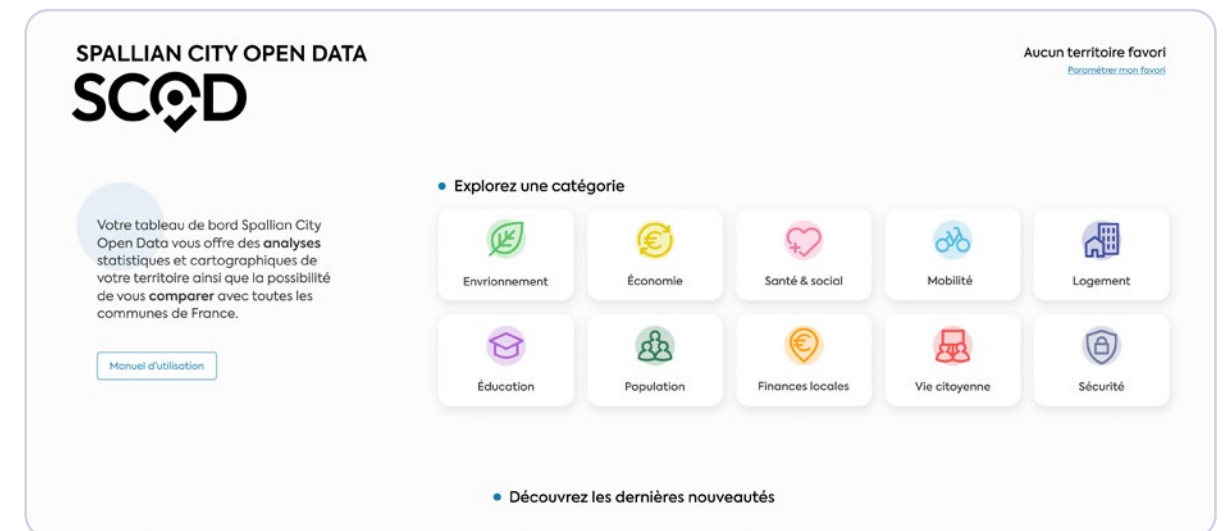 SPALLIAN CITY OPEN DATA
SCOD
Aucun territoire favori
Paramétrer mon favori
Votre tableau de bord Spallian City
Open Data vous offre des analyses
statistiques et cartographiques de
votre territoire ainsi que la possibilité
de vous comparer avec toutes les
communes de France.
Manuel d'utilisation
Explorez une catégorie
Envrionnement
Économie
Santé & social
Mobilité
Logement
Éducation
Population
Finances locales
Vie citoyenne
Sécurité
Découvrez les dernières nouveautés